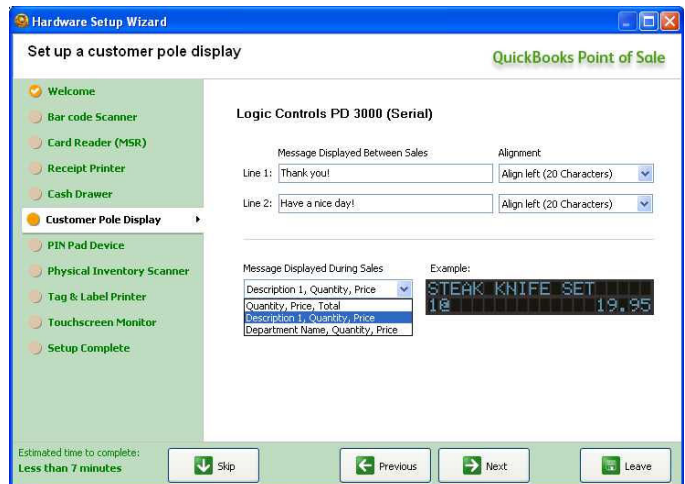 Hardware Setup Wizard
Set up a customer pole display
QuickBooks Point of Sale
Welcome
Bar code Scanner
Card Reader (MSR)
Receipt Printer
Cash Drawer
Customer Pole Display
PIN Pad Device
Physical Inventory Scanner
Tag & Label Printer
Touchscreen Monitor
Setup Complete
Logic Controls PD 3000 (Serial)
Message Displayed Between Sales Alignment
Line 1: Thank you! Align left (20 Characters)
Line 2: Have a nice day! Align left (20 Characters)
Message Displayed During Sales Example:
Description 1, Quantity, Price
Quantity, Price, Total
Description 1, Quantity, Price
Department Name, Quantity, Price
STEAK KNIFE SET
1@ 19.95
Estimated time to complete:
Less than 7 minutes
Skip Previous Next Leave